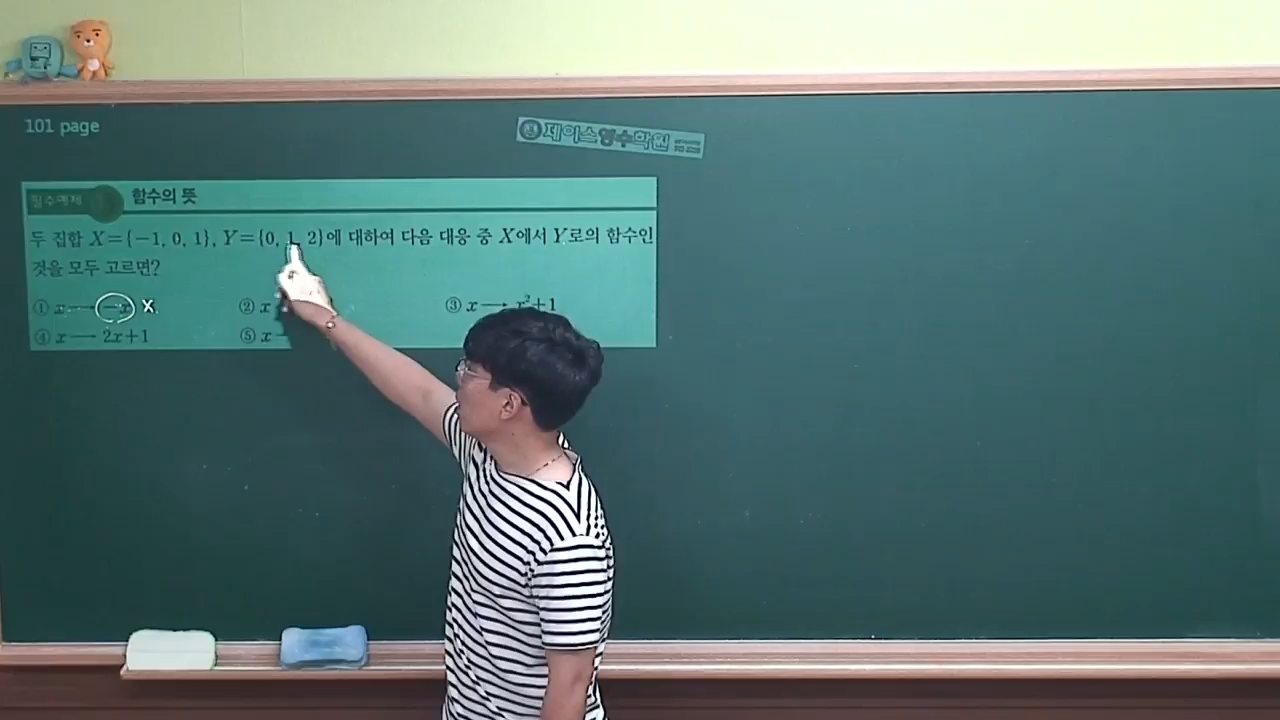 101 page
제이스영수학원
필수예제 함수의 뜻
두 집합 X={-1, 0, 1}, Y={0, 1, 2}에 대하여 다음 대응 중 X에서 Y로의 함수인
것을 모두 고르면?
① x → -x X ② x ③ x → x²+1
④ x → 2x+1 ⑤ x